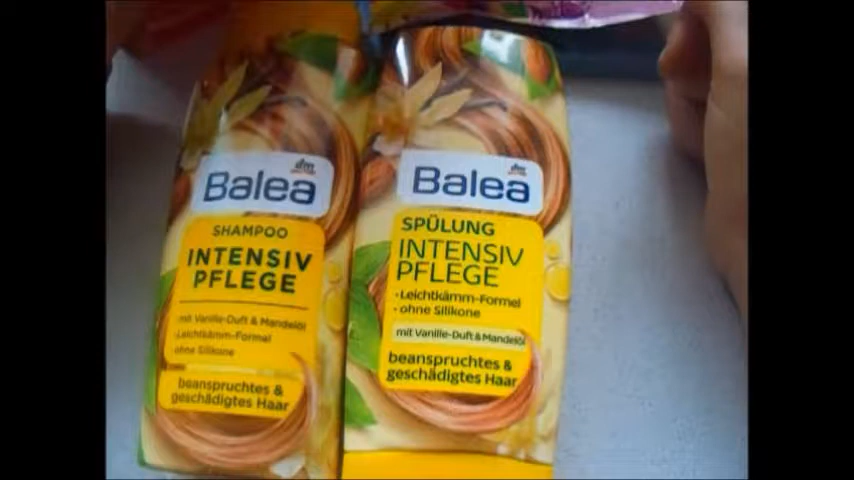 dm
Balea
SHAMPOO
INTENSIV
PFLEGE
mit Vanille-Duft & Mandelöl
Leichtkämm-Formel
ohne Silikone
beanspruchtes &
geschädigtes Haar
dm
Balea
SPÜLUNG
INTENSIV
PFLEGE
·Leichtkämm-Formel
· ohne Silikone
mit Vanille-Duft & Mandelöl
beanspruchtes &
geschädigtes Haar